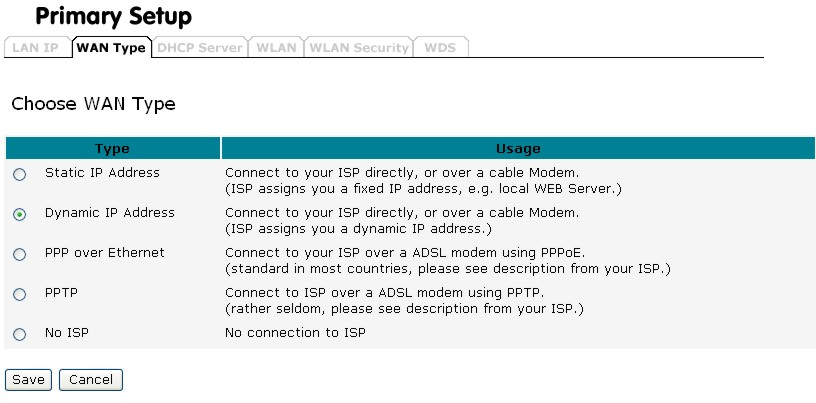 Primary Setup
LAN IP WAN Type DHCP Server WLAN WLAN Security WDS
Choose WAN Type
Type Usage
Static IP Address Connect to your ISP directly, or over a cable Modem.
(ISP assigns you a fixed IP address, e.g. local WEB Server.)
Dynamic IP Address Connect to your ISP directly, or over a cable Modem.
(ISP assigns you a dynamic IP address.)
PPP over Ethernet Connect to your ISP over a ADSL modem using PPPoE.
(standard in most countries, please see description from your ISP.)
PPTP Connect to ISP over a ADSL modem using PPTP.
(rather seldom, please see description from your ISP.)
No ISP No connection to ISP
Save Cancel